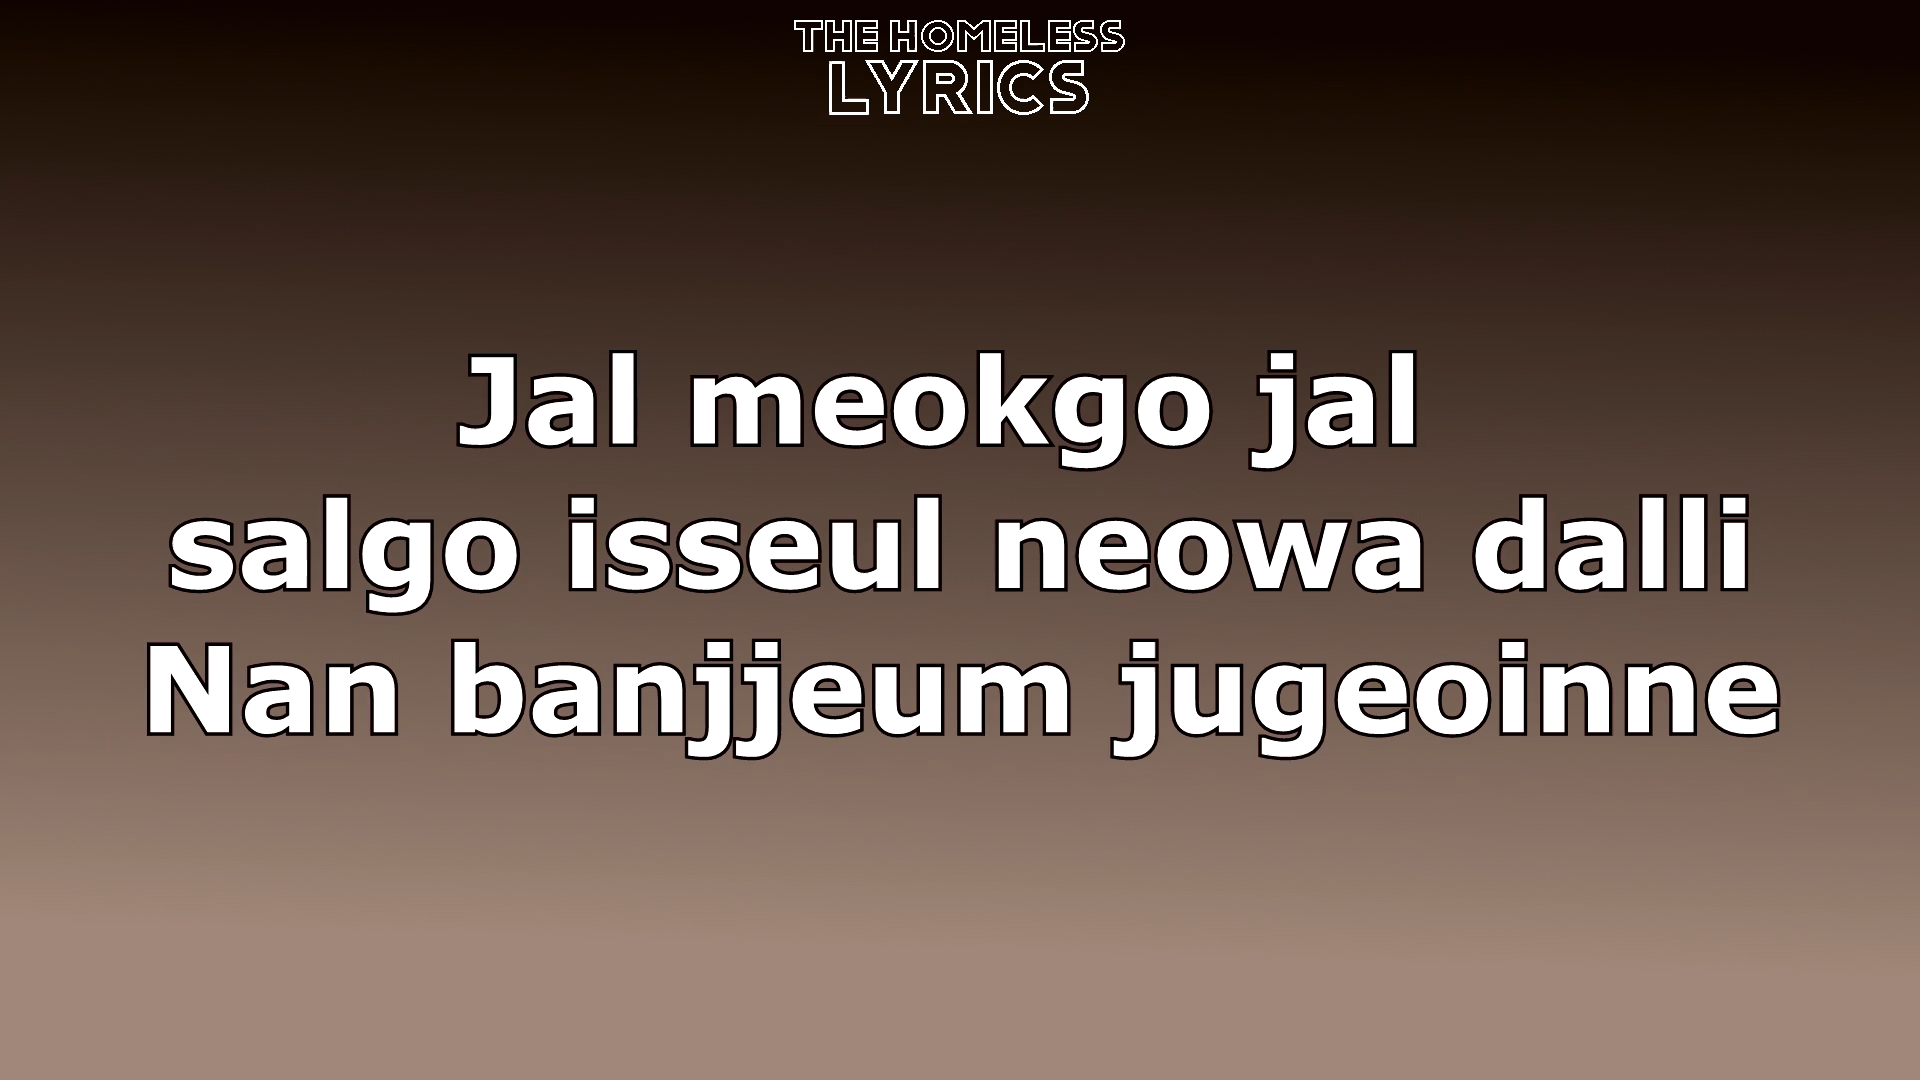 THE HOMELESS
LYRICS
Jal meokgo jal
salgo isseul neowa dalli
Nan banjjeum jugeoinne